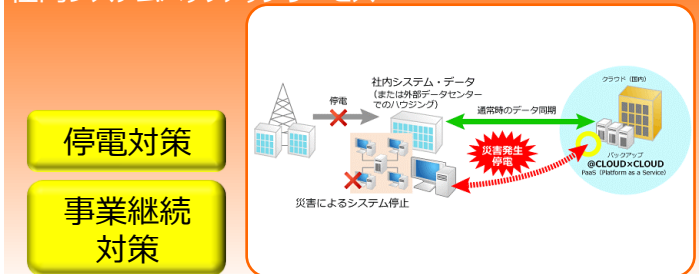 停電対策
事業継続
対策
停電
社内システム・データ
(または外部データセンター
でのハウジング)
通常時のデータ同期
クラウド(国内)
災害発生
停電
バックアップ
@CLOUD×CLOUD
PaaS(Platform as a Service)
災害によるシステム停止